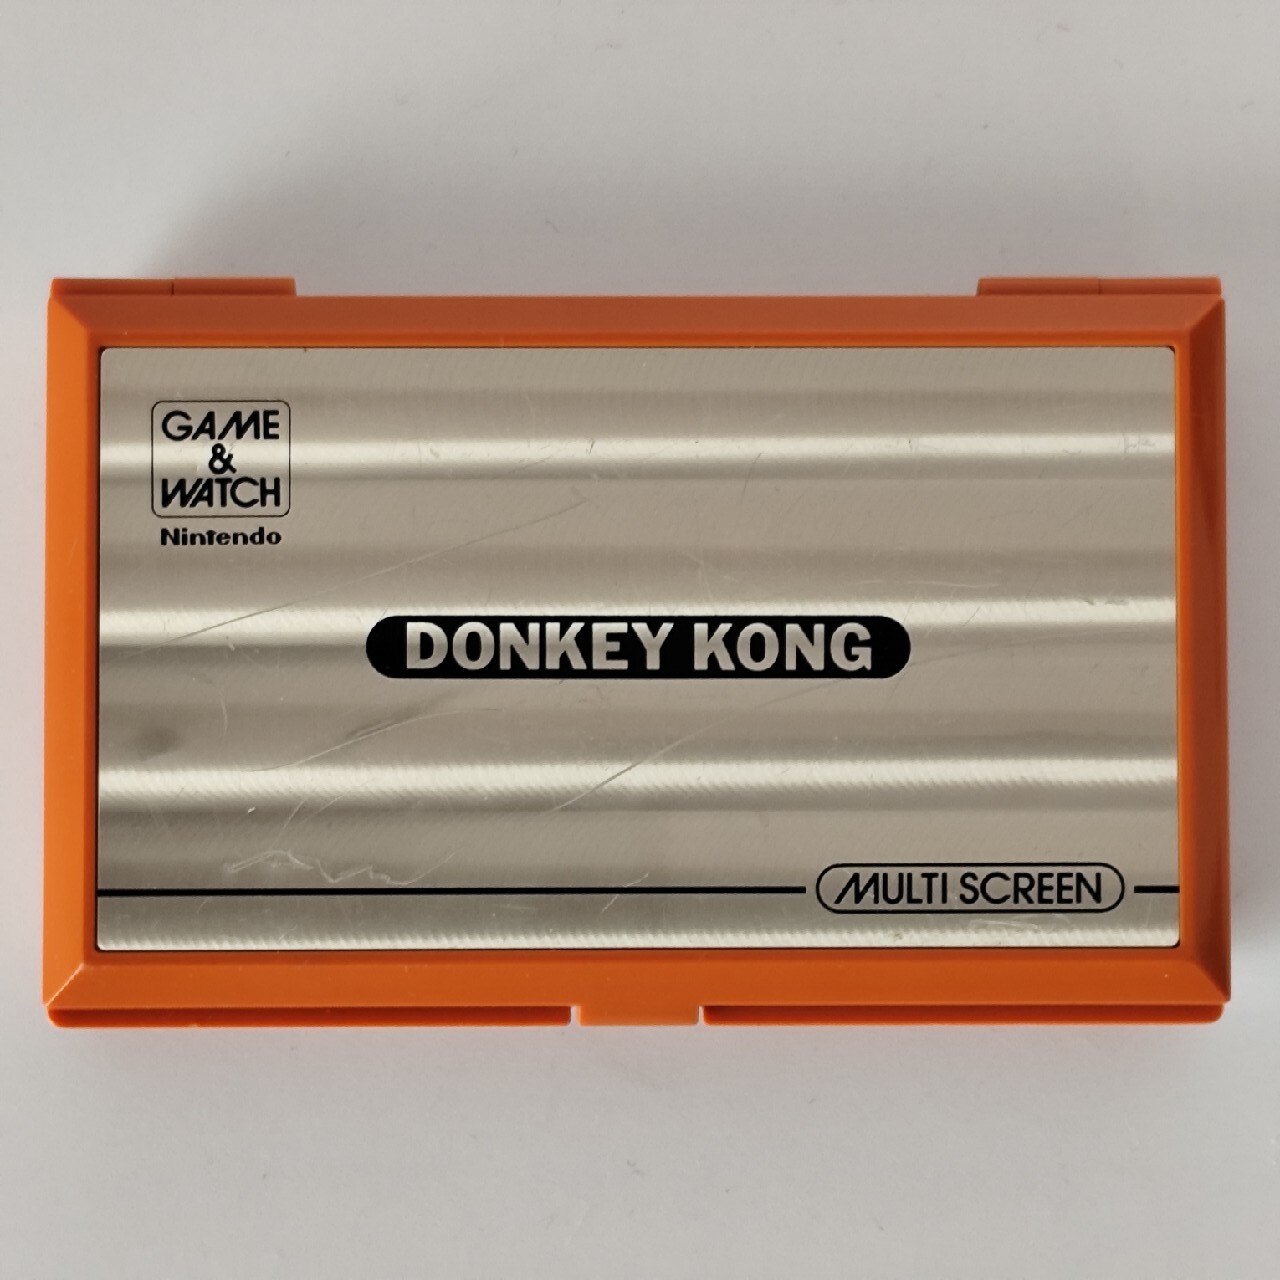 GAME
&
WATCH
Nintendo
DONKEY KONG
MULTI SCREEN